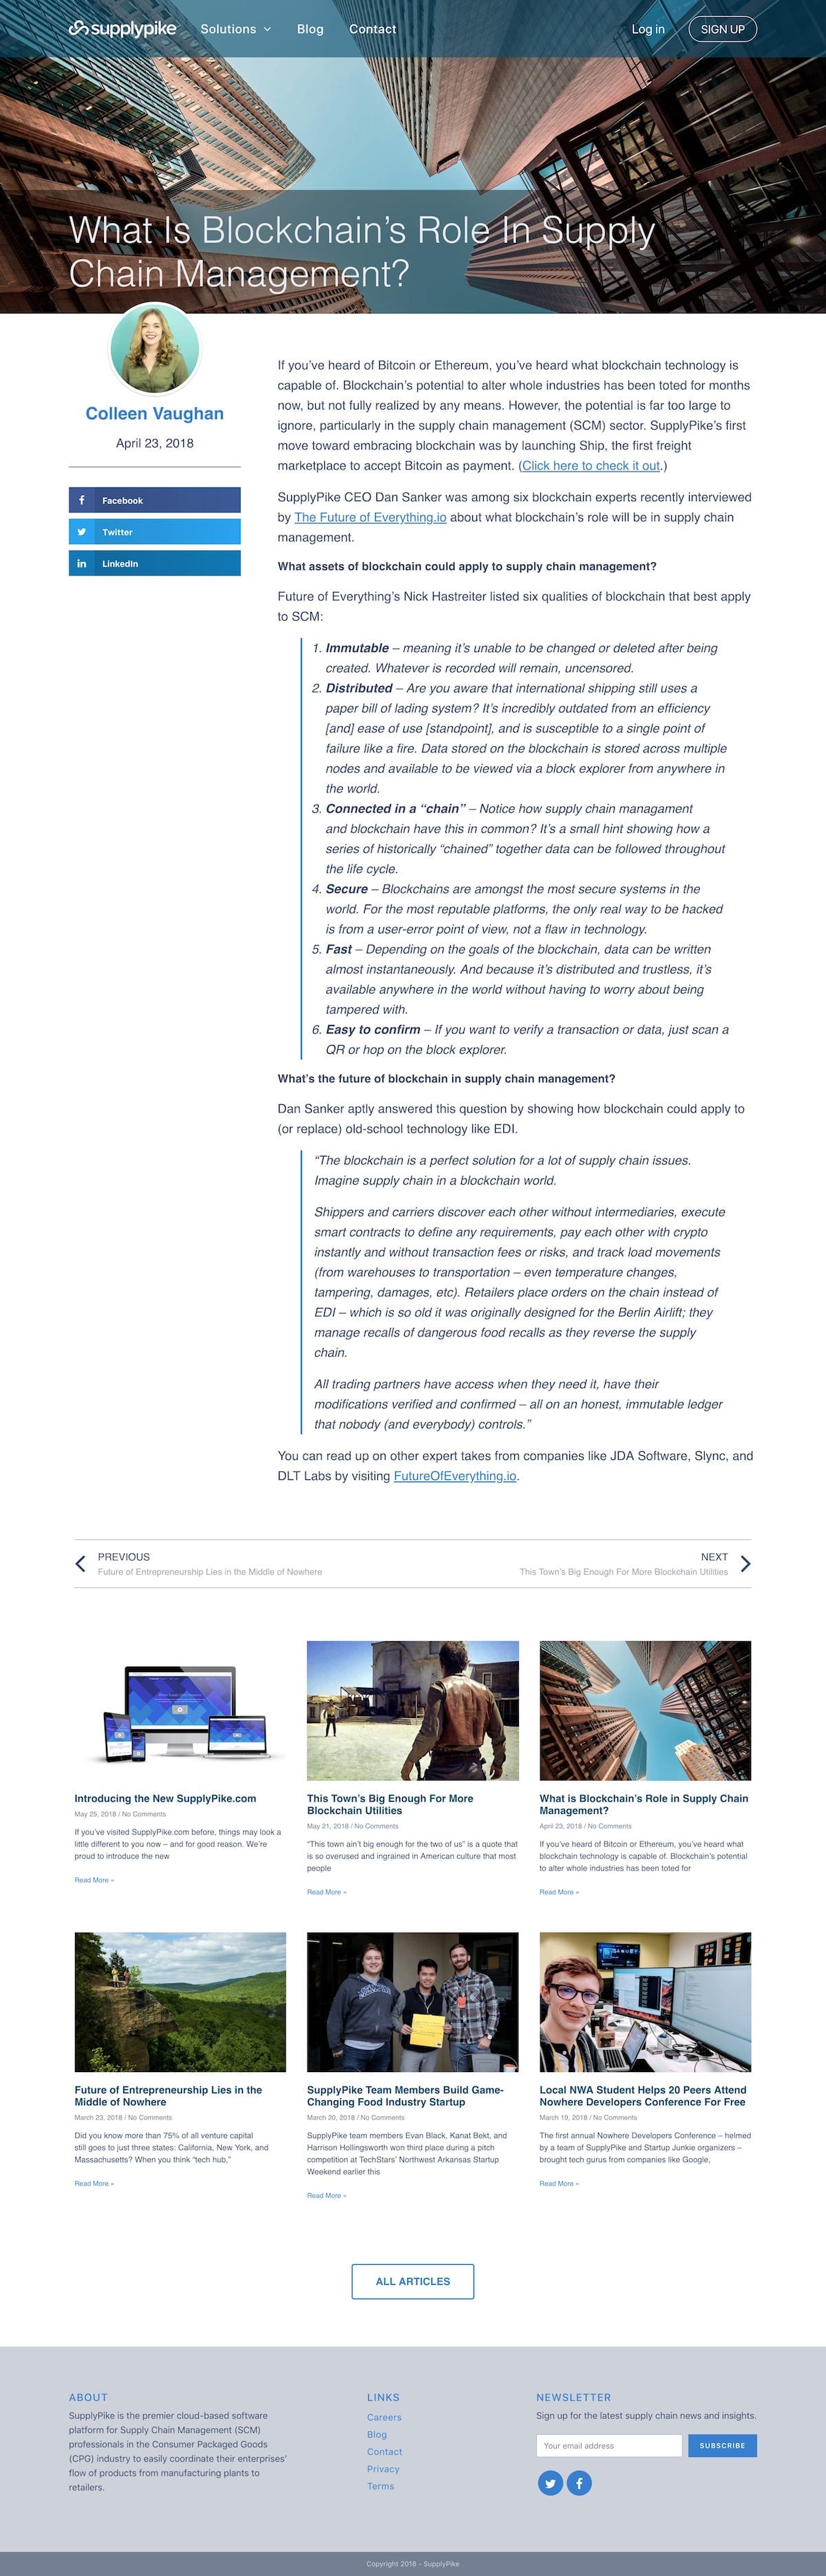 supplypike Solutions Blog Contact Log in SIGN UP
What Is Blockchain’s Role In Supply
Chain Management?
Colleen Vaughan
April 23, 2018
Facebook
Twitter
LinkedIn
If you’ve heard of Bitcoin or Ethereum, you’ve heard what blockchain technology is
capable of. Blockchain’s potential to alter whole industries has been toted for months
now, but not fully realized by any means. However, the potential is far too large to
ignore, particularly in the supply chain management (SCM) sector. SupplyPike’s first
move toward embracing blockchain was by launching Ship, the first freight
marketplace to accept Bitcoin as payment. (Click here to check it out.)
SupplyPike CEO Dan Sanker was among six blockchain experts recently interviewed
by The Future of Everything.io about what blockchain’s role will be in supply chain
management.
What assets of blockchain could apply to supply chain management?
Future of Everything’s Nick Hastreiter listed six qualities of blockchain that best apply
to SCM:
1. Immutable – meaning it’s unable to be changed or deleted after being
created. Whatever is recorded will remain, uncensored.
2. Distributed – Are you aware that international shipping still uses a
paper bill of lading system? It’s incredibly outdated from an efficiency
[and] ease of use [standpoint], and is susceptible to a single point of
failure like a fire. Data stored on the blockchain is stored across multiple
nodes and available to be viewed via a block explorer from anywhere in
the world.
3. Connected in a “chain” – Notice how supply chain managament
and blockchain have this in common? It’s a small hint showing how a
series of historically “chained” together data can be followed throughout
the life cycle.
4. Secure – Blockchains are amongst the most secure systems in the
world. For the most reputable platforms, the only real way to be hacked
is from a user-error point of view, not a flaw in technology.
5. Fast – Depending on the goals of the blockchain, data can be written
almost instantaneously. And because it’s distributed and trustless, it’s
available anywhere in the world without having to worry about being
tampered with.
6. Easy to confirm – If you want to verify a transaction or data, just scan a
QR or hop on the block explorer.
What’s the future of blockchain in supply chain management?
Dan Sanker aptly answered this question by showing how blockchain could apply to
(or replace) old-school technology like EDI.
“The blockchain is a perfect solution for a lot of supply chain issues.
Imagine supply chain in a blockchain world.
Shippers and carriers discover each other without intermediaries, execute
smart contracts to define any requirements, pay each other with crypto
instantly and without transaction fees or risks, and track load movements
(from warehouses to transportation – even temperature changes,
tampering, damages, etc). Retailers place orders on the chain instead of
EDI – which is so old it was originally designed for the Berlin Airlift; they
manage recalls of dangerous food recalls as they reverse the supply
chain.
All trading partners have access when they need it, have their
modifications verified and confirmed – all on an honest, immutable ledger
that nobody (and everybody) controls.”
You can read up on other expert takes from companies like JDA Software, Slync, and
DLT Labs by visiting FutureOfEverything.io.
PREVIOUS
Future of Entrepreneurship Lies in the Middle of Nowhere
NEXT
This Town’s Big Enough For More Blockchain Utilities
Introducing the New SupplyPike.com
May 25, 2018 / No Comments
If you’ve visited SupplyPike.com before, things may look a
little different to you now – and for good reason. We’re
proud to introduce the new
Read More »
This Town’s Big Enough For More
Blockchain Utilities
May 21, 2018 / No Comments
“This town ain’t big enough for the two of us” is a quote that
is so overused and ingrained in American culture that most
people
Read More »
What is Blockchain’s Role in Supply Chain
Management?
April 23, 2018 / No Comments
If you’ve heard of Bitcoin or Ethereum, you’ve heard what
blockchain technology is capable of. Blockchain’s potential
to alter whole industries has been toted for
Read More »
Future of Entrepreneurship Lies in the
Middle of Nowhere
March 23, 2018 / No Comments
Did you know more than 75% of all venture capital
still goes to just three states: California, New York, and
Massachusetts? When you think “tech hub,”
Read More »
SupplyPike Team Members Build Game-
Changing Food Industry Startup
March 20, 2018 / No Comments
SupplyPike team members Evan Black, Kanat Bekt, and
Harrison Hollingsworth won third place during a pitch
competition at TechStars’ Northwest Arkansas Startup
Weekend earlier this
Read More »
Local NWA Student Helps 20 Peers Attend
Nowhere Developers Conference For Free
March 19, 2018 / No Comments
The first annual Nowhere Developers Conference – helmed
by a team of SupplyPike and Startup Junkie organizers –
brought tech gurus from companies like Google,
Read More »
ALL ARTICLES
ABOUT
SupplyPike is the premier cloud-based software
platform for Supply Chain Management (SCM)
professionals in the Consumer Packaged Goods
(CPG) industry to easily coordinate their enterprises’
flow of products from manufacturing plants to
retailers.
LINKS
Careers
Blog
Contact
Privacy
Terms
NEWSLETTER
Sign up for the latest supply chain news and insights.
Your email address
SUBSCRIBE
Copyright 2018 - SupplyPike